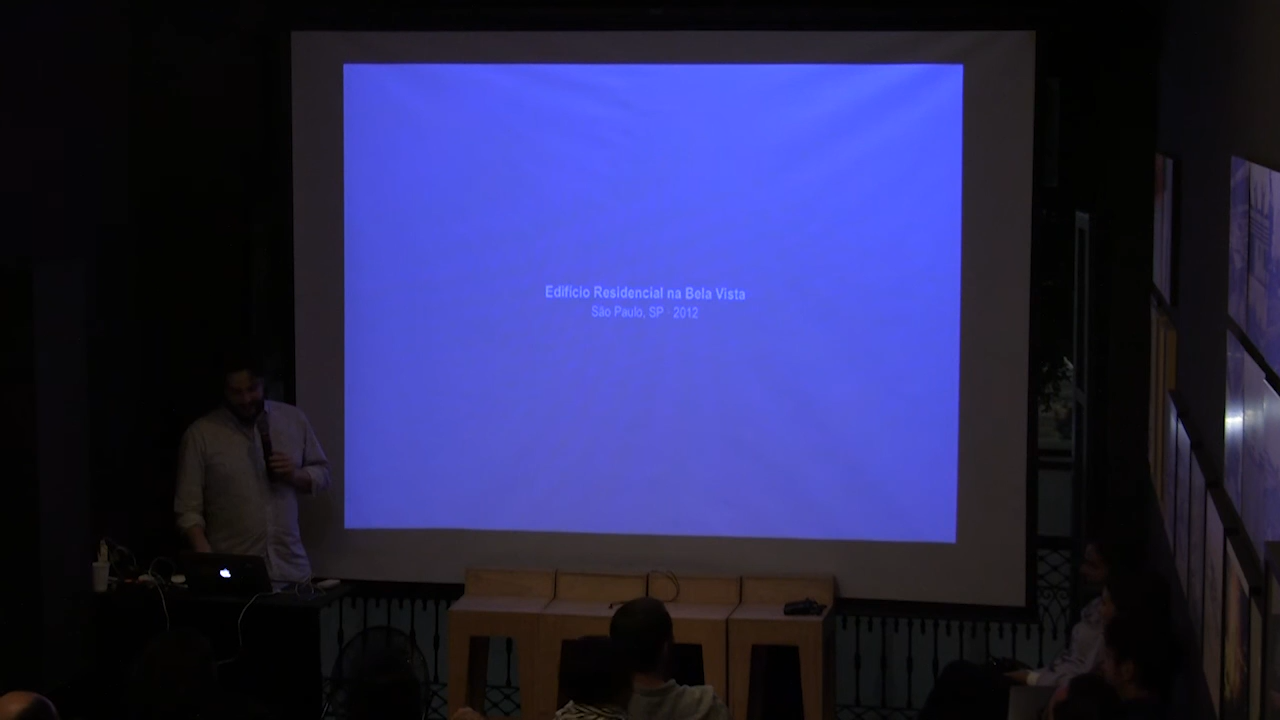 Edifício Residencial na Bela Vista
São Paulo, SP - 2012